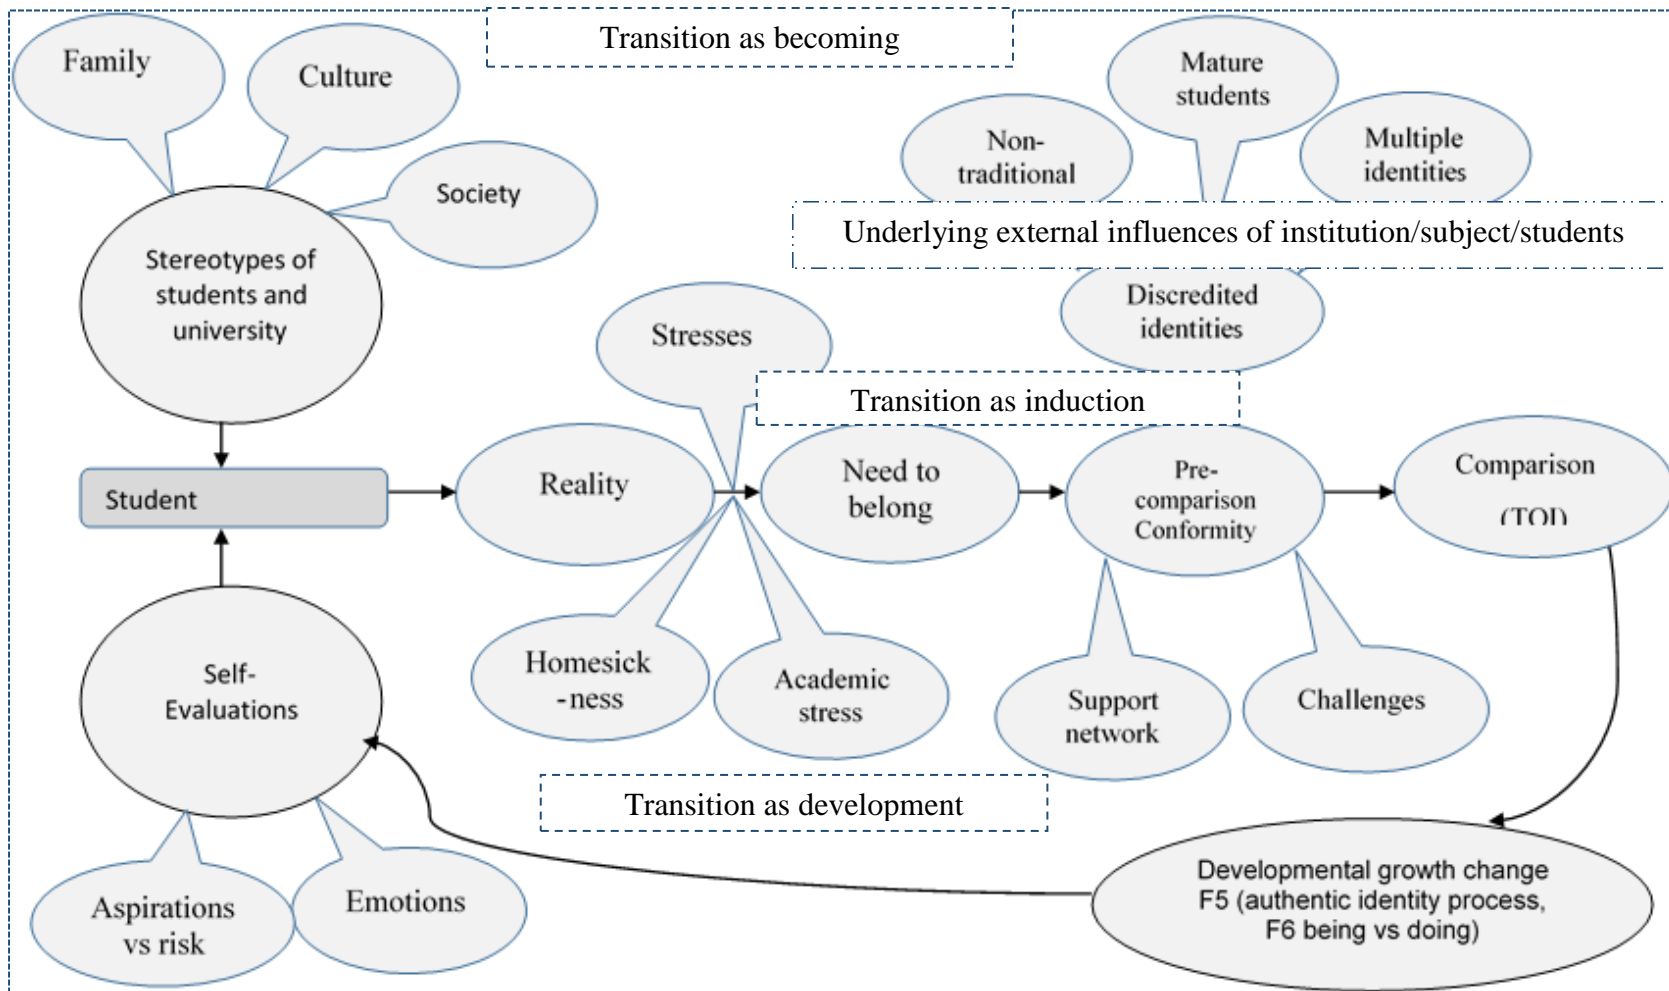 Transition as becoming
Family
Culture
Society
Mature
students
Non-
traditional
Multiple
identities
Underlying external influences of institution/subject/students
Discredited
identities
Stereotypes of
students and
university
Stresses
Transition as induction
Student
Reality
Need to
belong
Pre-
comparison
Conformity
Comparison
Self-
Evaluations
Homesick
-ness
Academic
stress
Support
network
Challenges
Transition as development
Aspirations
vs risk
Emotions
Developmental growth change
F5 (authentic identity process,
F6 being vs doing)